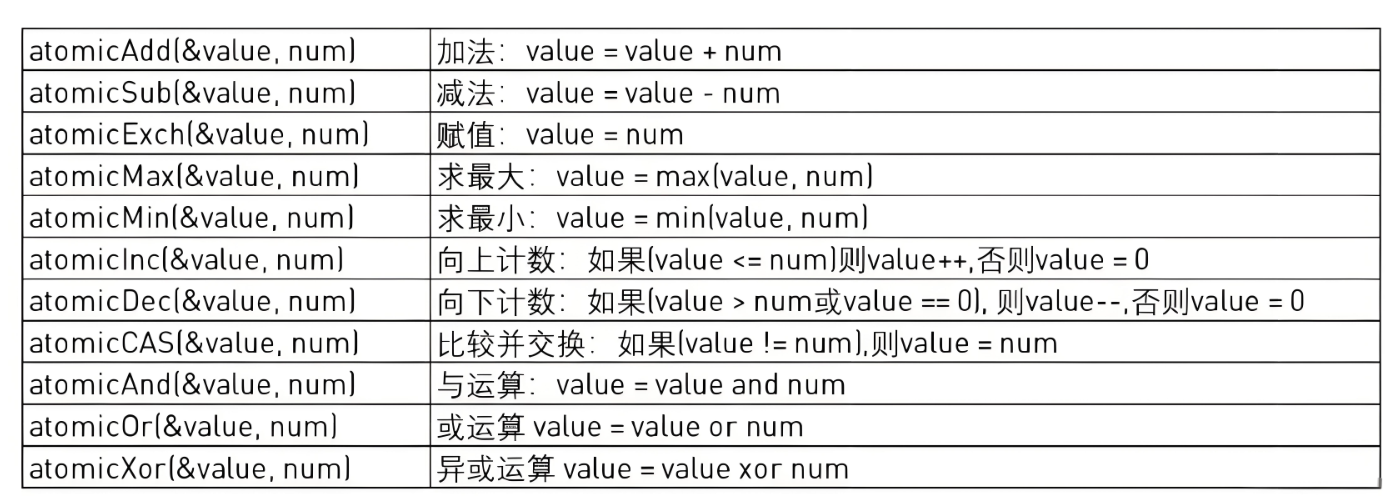 atomicAdd(&value, num) 加法：value = value + num
atomicSub(&value, num) 减法：value = value - num
atomicExch(&value, num) 赋值：value = num
atomicMax(&value, num) 求最大：value = max(value, num)
atomicMin(&value, num) 求最小：value = min(value, num)
atomicInc(&value, num) 向上计数：如果(value <= num)则value++,否则value = 0
atomicDec(&value, num) 向下计数：如果(value > num或value == 0), 则value--,否则value = 0
atomicCAS(&value, num) 比较并交换：如果(value != num),则value = num
atomicAnd(&value, num) 与运算：value = value and num
atomicOr(&value, num) 或运算 value = value or num
atomicXor(&value, num) 异或运算 value = value xor num